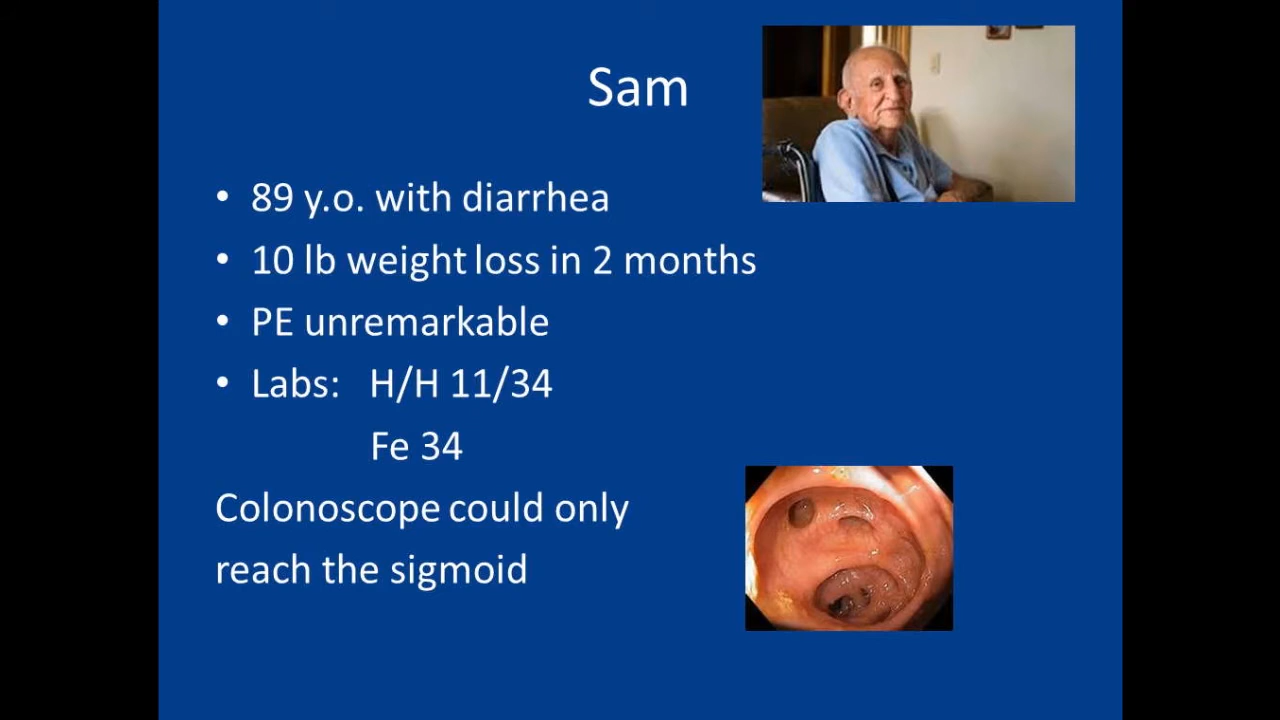 Sam
• 89 y.o. with diarrhea
• 10 lb weight loss in 2 months
• PE unremarkable
• Labs: H/H 11/34
Fe 34
Colonoscope could only
reach the sigmoid